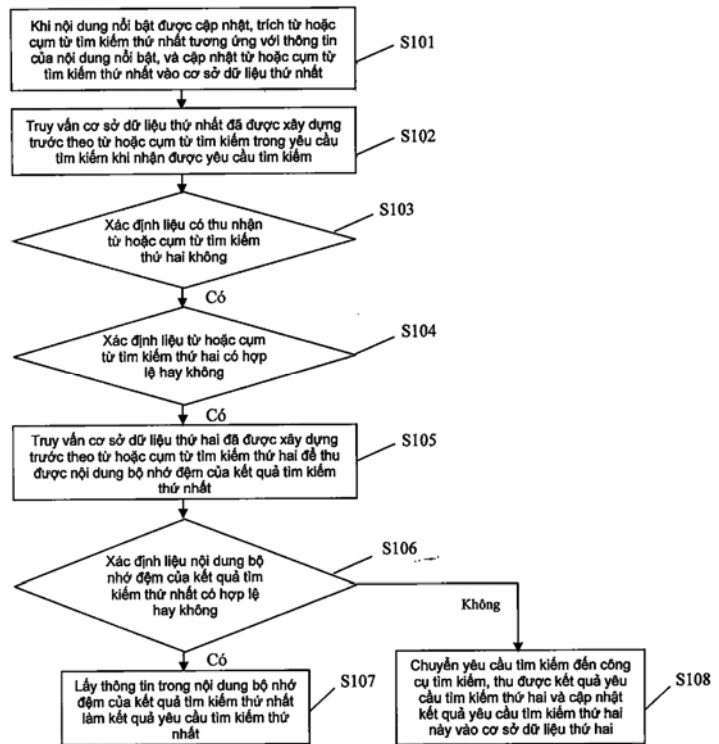 Khi nội dung nổi bật được cập nhật, trích từ hoặc
cụm từ tìm kiếm thứ nhất tương ứng với thông tin
của nội dung nổi bật, và cập nhật từ hoặc cụm từ
tìm kiếm thứ nhất vào cơ sở dữ liệu thứ nhất
S101
Truy vấn cơ sở dữ liệu thứ nhất đã được xây dựng
trước theo từ hoặc cụm từ tìm kiếm trong yêu cầu
tìm kiếm khi nhận được yêu cầu tìm kiếm
S102
Xác định liệu có thu nhận
từ hoặc cụm từ tìm kiếm
thứ hai không
S103
Có
Xác định liệu từ hoặc cụm
từ tìm kiếm thứ hai có hợp
lệ hay không
S104
Có
Truy vấn cơ sở dữ liệu thứ hai đã được xây dựng
trước theo từ hoặc cụm từ tìm kiếm thứ hai để thu
được nội dung bộ nhớ đệm của kết quả tìm kiếm
thứ nhất
S105
Xác định liệu nội dung bộ
nhớ đệm của kết quả tìm
kiếm thứ nhất có hợp lệ
hay không
S106
Không
Có
Lấy thông tin trong nội dung bộ nhớ
đệm của kết quả tìm kiếm thứ nhất
làm kết quả yêu cầu tìm kiếm thứ
nhất
S107
Chuyển yêu cầu tìm kiếm đến công
cụ tìm kiếm, thu được kết quả yêu
cầu tìm kiếm thứ hai và cập nhật
kết quả yêu cầu tìm kiếm thứ hai
này vào cơ sở dữ liệu thứ hai
S108